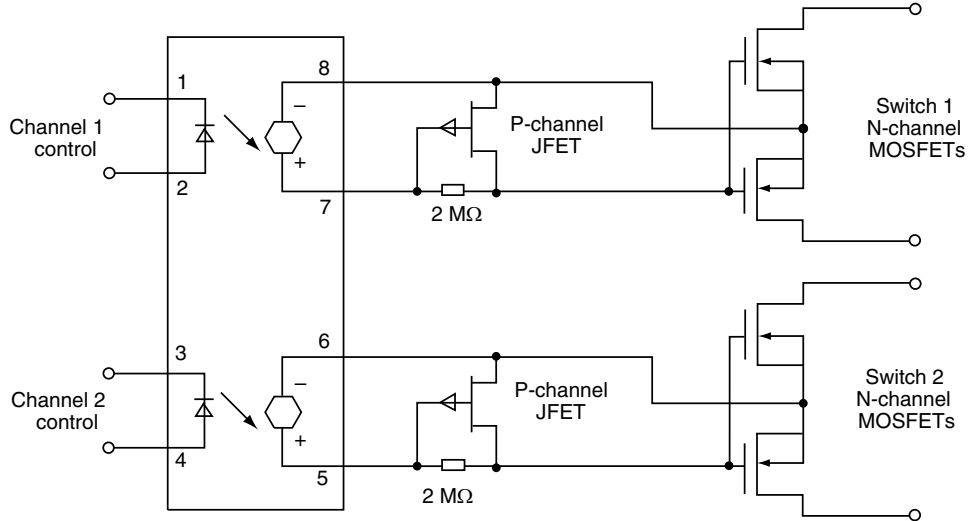 Channel 1
control
1
2
8
−
+
7
P-channel
JFET
2 MΩ
Switch 1
N-channel
MOSFETs
Channel 2
control
3
4
6
−
+
5
P-channel
JFET
2 MΩ
Switch 2
N-channel
MOSFETs